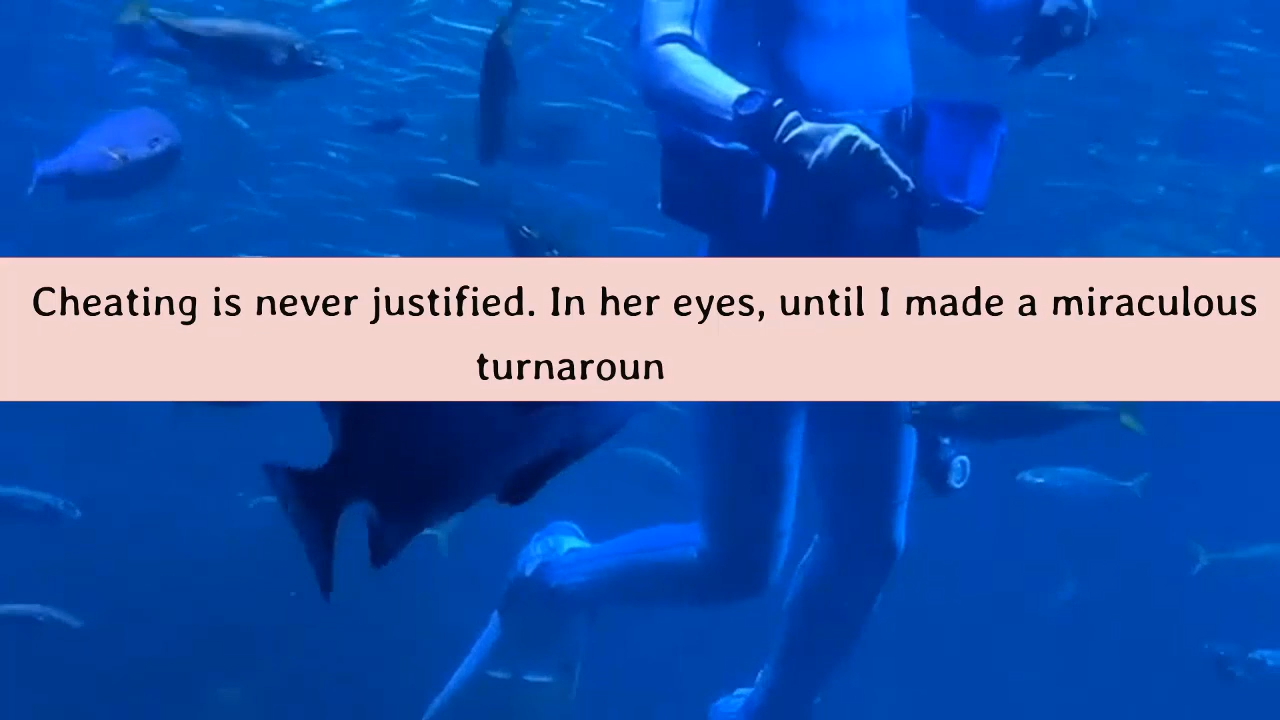 Cheating is never justified. In her eyes, until I made a miraculous
turnaroun